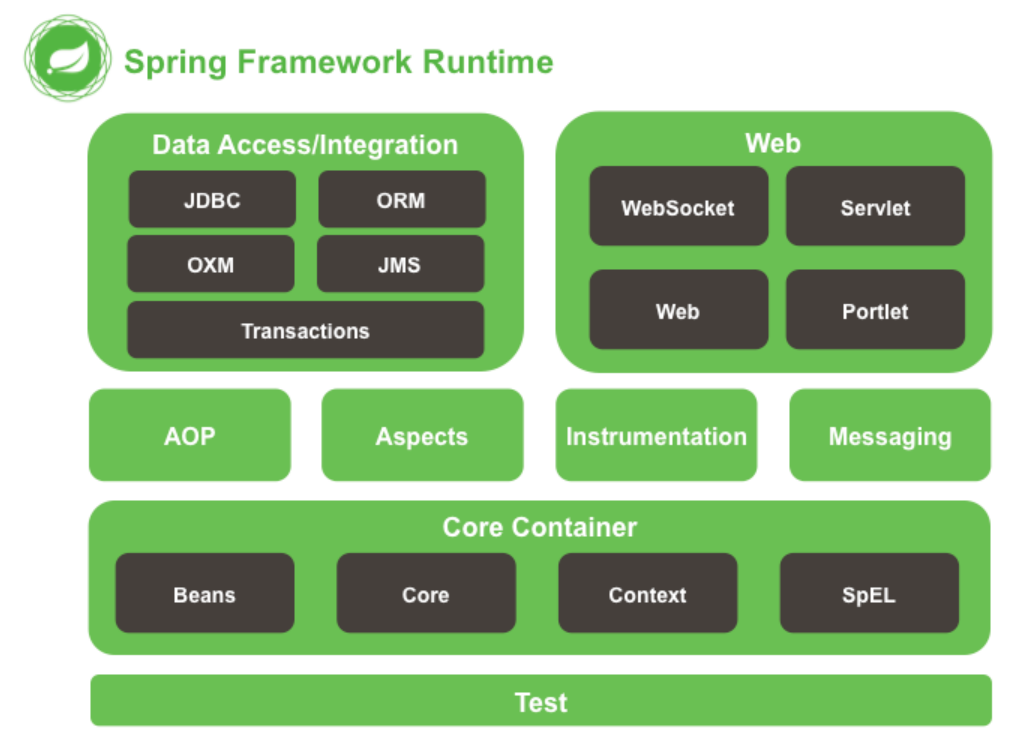 Spring Framework Runtime
Data Access/Integration
JDBC
ORM
OXM
JMS
Transactions
Web
WebSocket
Servlet
Web
Portlet
AOP
Aspects
Instrumentation
Messaging
Core Container
Beans
Core
Context
SpEL
Test